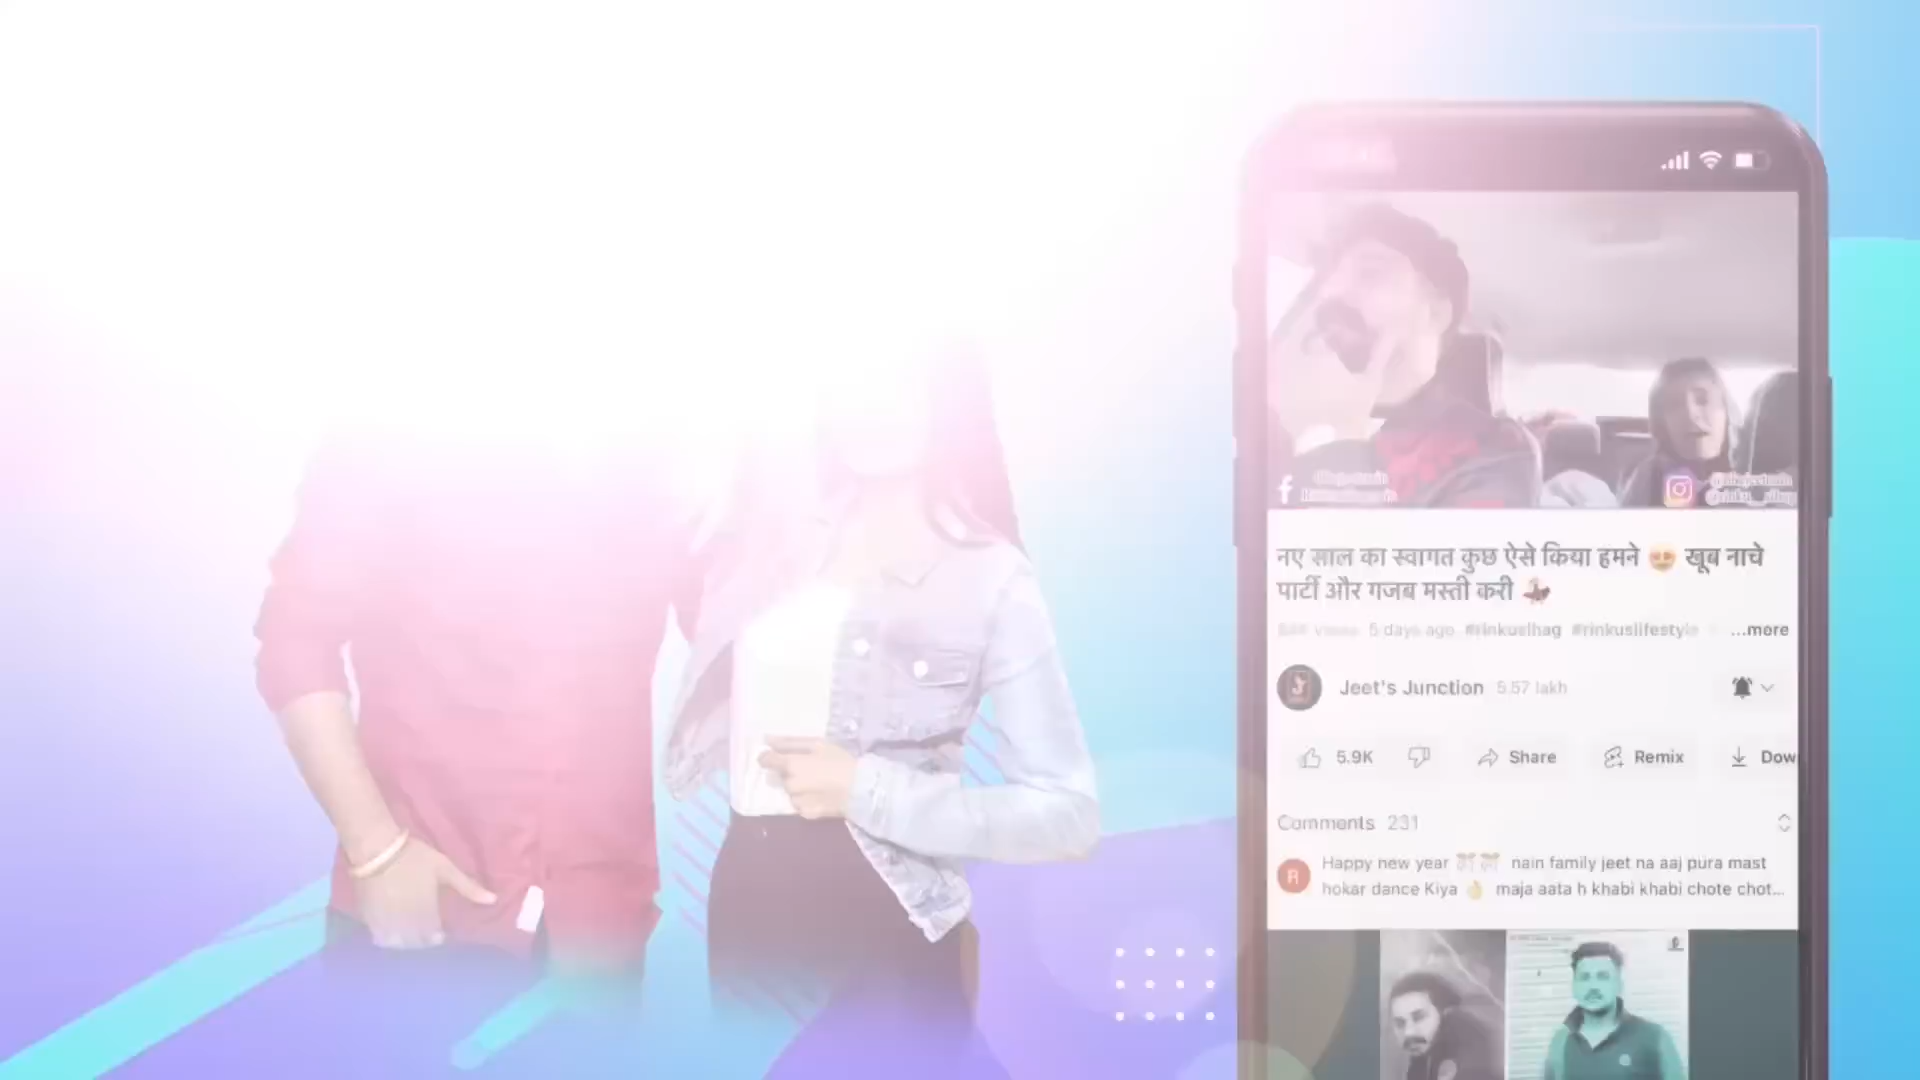 नए साल का स्वागत कुछ ऐसे किया हमने 😍 खूब नाचे
पार्टी और गजब मस्ती करी
views 5 days ago #rinkusihag #rinkuslifestyle ...more
Jeet's Junction 5.57 lakh
5.9K Share Remix Dow
Comments 231
R
Happy new year nain family jeet na aaj pura mast
hokar dance Kiya 👌 maja aata h khabi khabi chote chot...